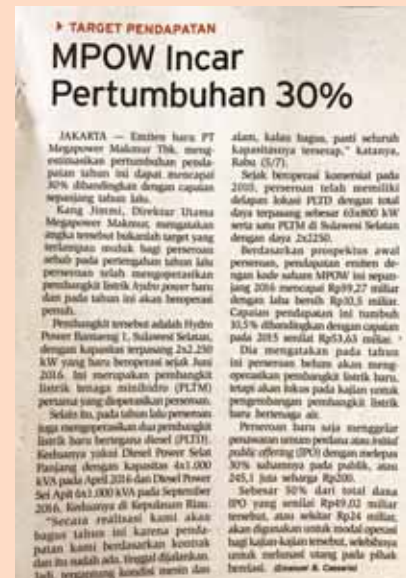 TARGET PENDAPATAN
MPOW Incar
Pertumbuhan 30%
JAKARTA — Emiten baru PT
Megapower Makmur Tbk. meng-
estimasikan pertumbuhan penda-
patan tahun ini dapat mencapai
30% dibandingkan dengan capaian
sepanjang tahun lalu.
Kang Jimmi, Direktur Utama
Megapower Makmur, mengatakan
angka tersebut bukanlah target yang
terlampau muluk bagi perseroan
sebab pada pertengahan tahun lalu
perseroan telah mengoperasikan
pembangkit listrik hydro power baru
dan pada tahun ini akan beroperasi
penuh.
Pembangkit tersebut adalah Hydro
Power Bantaeng 1, Sulawesi Selatan,
dengan kapasitas terpasang 2x2.250
kW yang baru beroperasi sejak Juni
2016. Ini merupakan pembangkit
listrik tenaga minihidro (PLTM)
pertama yang dioperasikan perseroan.
Selain itu, pada tahun lalu perseroan
juga mengoperasikan dua pembangkit
listrik baru bertegana diesel (PLTD).
Keduanya yakni Diesel Power Selat
Panjang dengan kapasitas 4x1.000
kVA pada April 2016 dan Diesel Power
Sei Apit 6x1.000 kVA pada September
2016. Keduanya di Kepulauan Riau.
"Secara realisasi kami akan
bagus tahun ini karena penda-
patan kami berdasarkan kontrak
dan itu sudah ada, tinggal dijalankan.
Jadi, tergantung kondisi mesin dan
alam, kalau bagus, pasti seluruh
kapasitasnya terserap," katanya,
Rabu (5/7).
Sejak beroperasi komersial pada
perseroan telah memiliki
delapan lokasi PLTD dengan total
daya terpasang sebesar 63x800 kW
serta satu PLTM di Sulawesi Selatan
dengan daya 2x2250.
Berdasarkan prospektus awal
perseroan, pendapatan emiten de-
ngan kode saham MPOW ini sepan-
jang 2016 mencapai Rp59,27 miliar
dengan laba bersih Rp10,5 miliar.
Capaian pendapatan ini tumbuh
10,5% dibandingkan dengan capaian
pada 2015 senilai Rp53,63 miliar.
Dia mengatakan pada tahun
ini perseroan belum akan meng-
operasikan pembangkit listrik baru,
tetapi akan fokus pada kajian untuk
pengembangan pembangkit listrik
baru bertenaga air.
Perseroan baru saja menggelar
penawaran umum perdana atau initial
public offering (IPO) dengan melepas
30% sahamnya pada publik, atau
245,1 juta seharga Rp200.
Sebesar 50% dari total dana
IPO yang senilai Rp49,02 miliar
tersebut, atau sekitar Rp24 miliar,
akan digunakan untuk modal operasi
bagi kajian-kajian tersebut, selebihnya
untuk melunasi utang pada pihak
berelasi. (Emanuel B. Caesario)